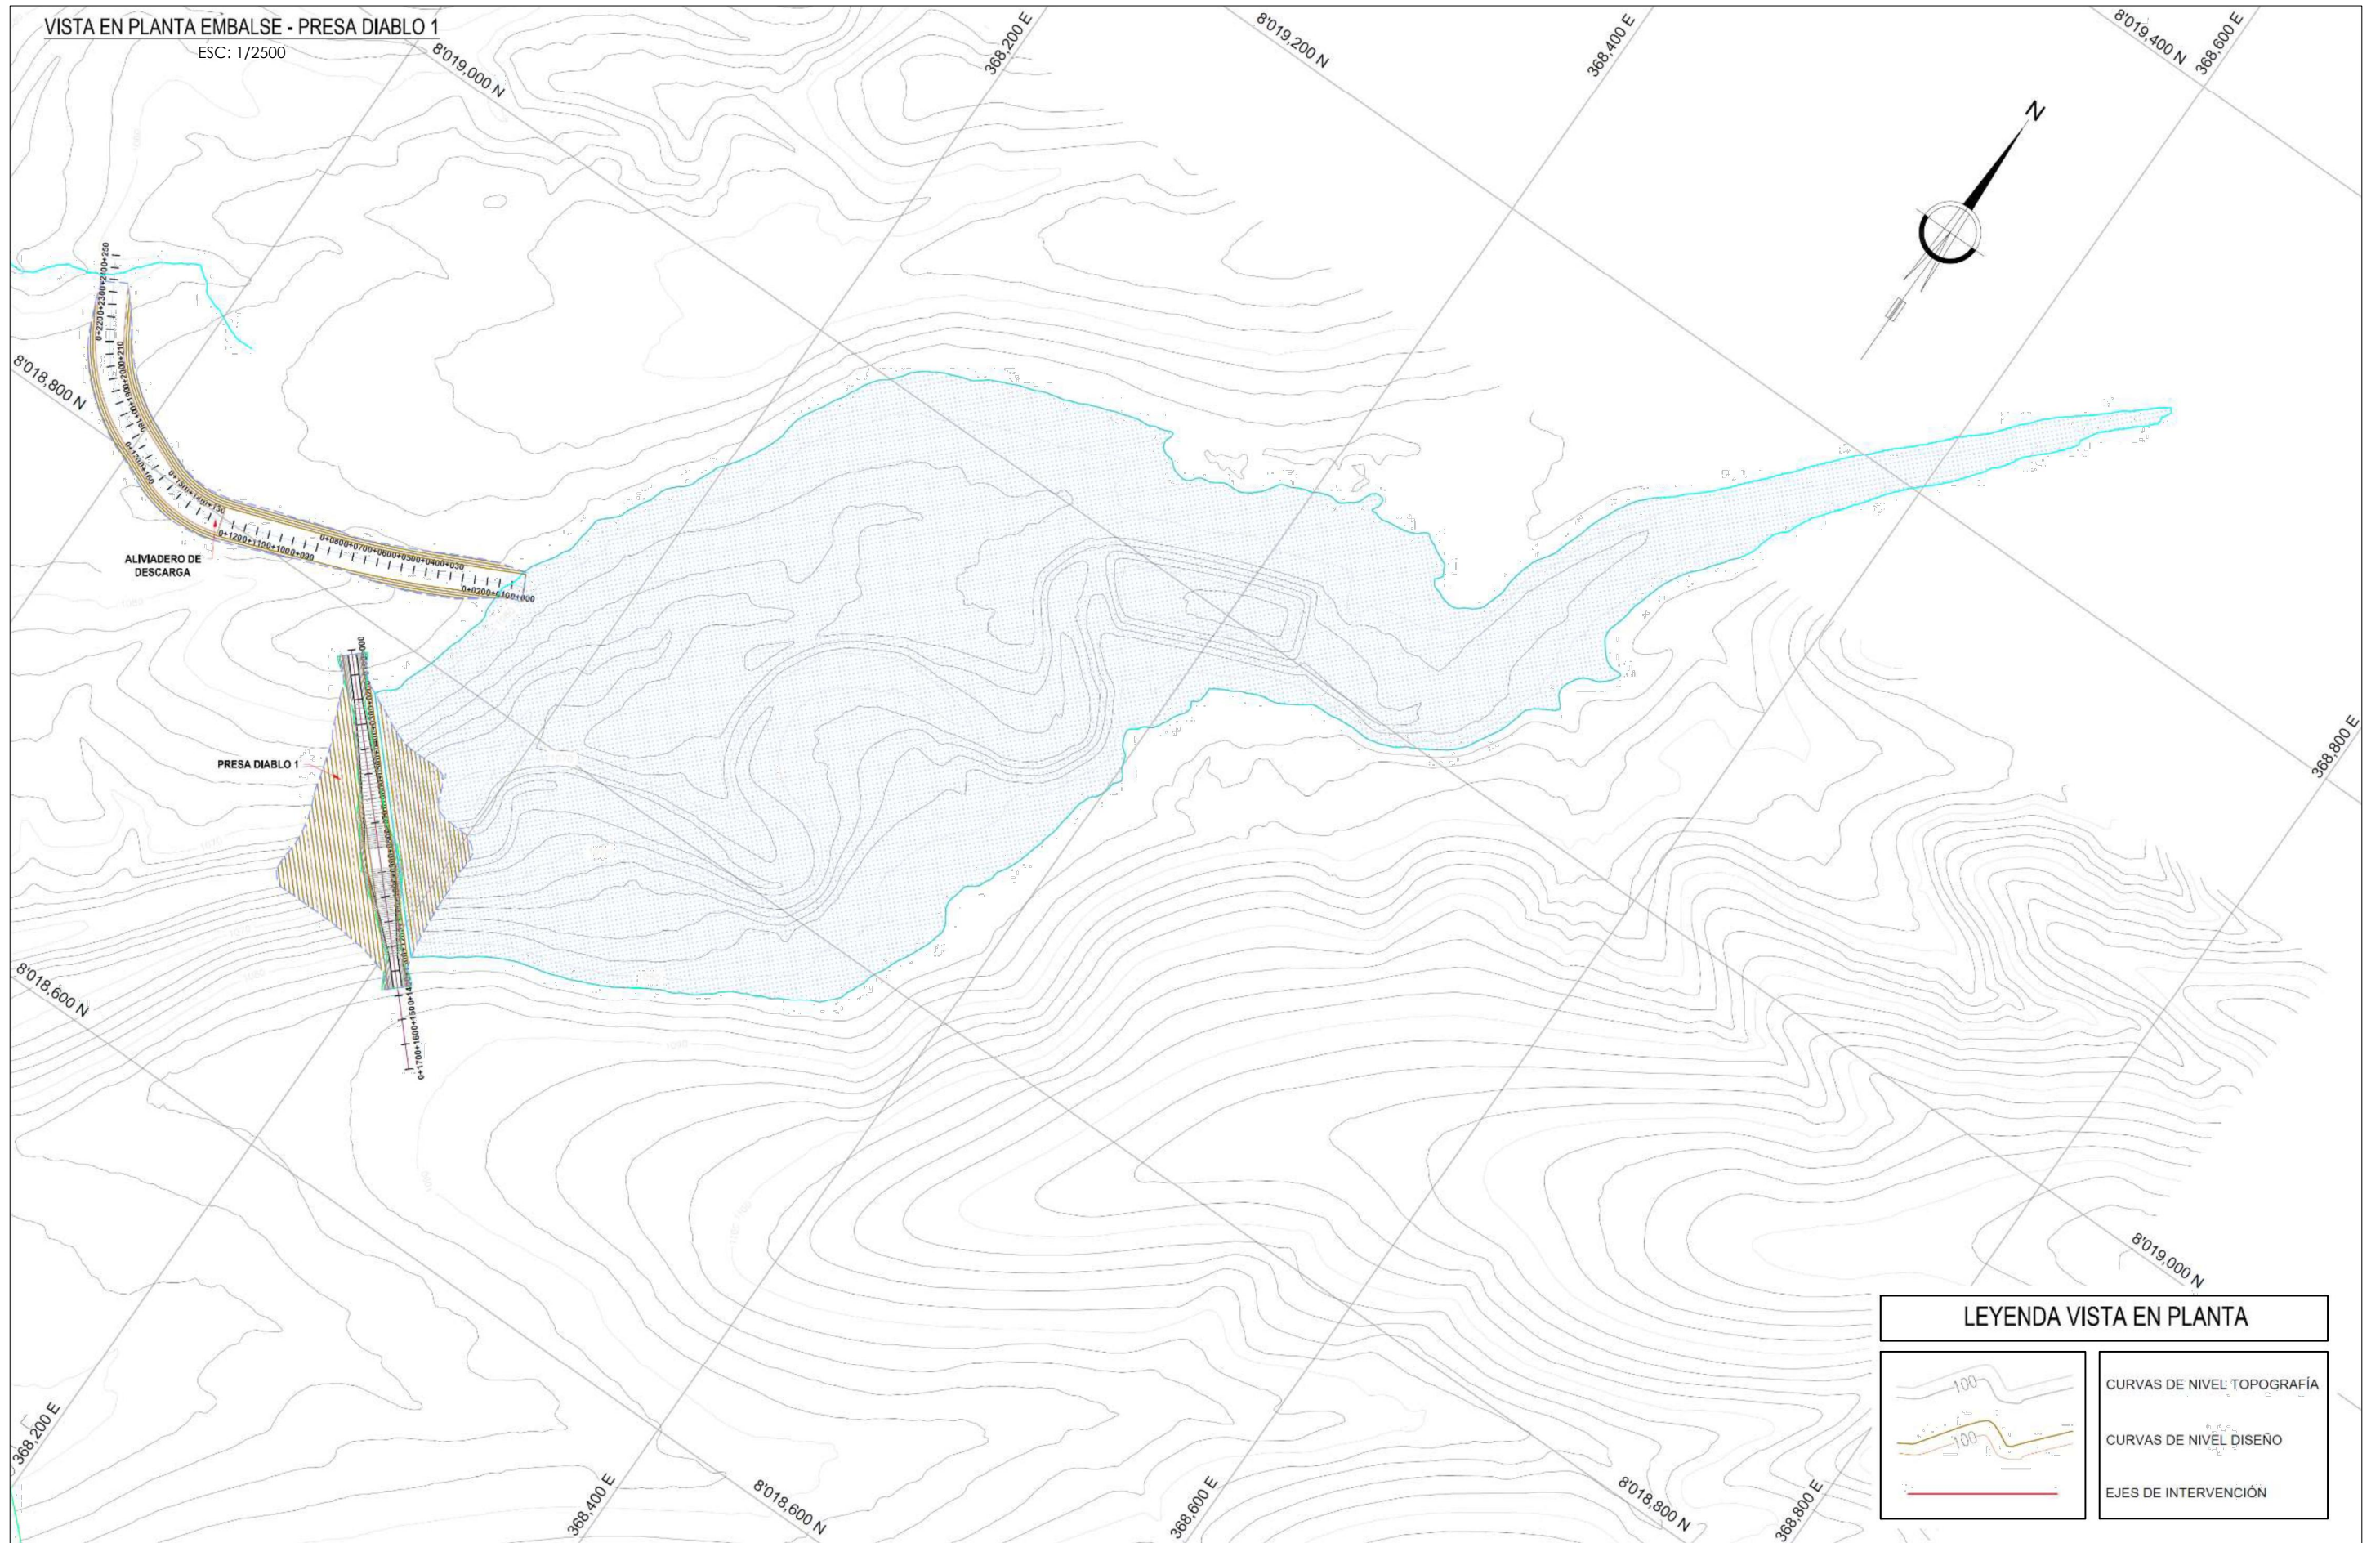 VISTA EN PLANTA EMBALSE - PRESA DIABLO 1
ESC: 1/2500
8'019,000 N
368,200 E
8'019,200 N
368,400 E
8'019,400 N
368,600 E
N
8'018,800 N
ALIVIADERO DE
DESCARGA
PRESA DIABLO 1
368,800 E
8'018,600 N
8'019,000 N
368,200 E
368,400 E
8'018,600 N
368,600 E
8'018,800 N
368,800 E
LEYENDA VISTA EN PLANTA
100
CURVAS DE NIVEL TOPOGRAFÍA
100
CURVAS DE NIVEL DISEÑO
EJES DE INTERVENCIÓN